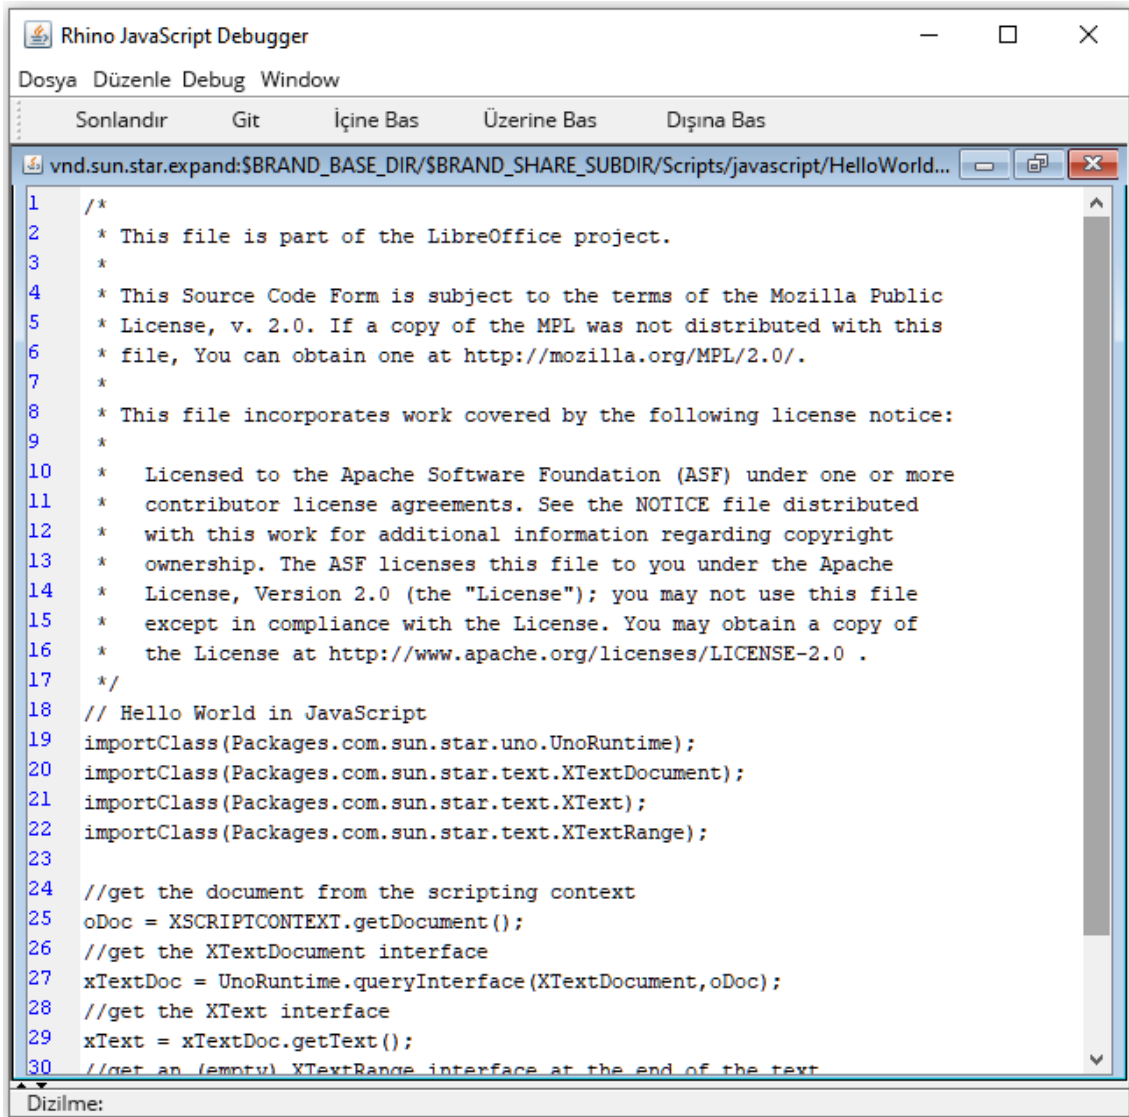 Rhino JavaScript Debugger
Dosya Düzenle Debug Window
Sonlandır Git İçine Bas Üzerine Bas Dışına Bas
vnd.sun.star.expand:$BRAND_BASE_DIR/$BRAND_SHARE_SUBDIR/Scripts/javascript/HelloWorld...
1 /*
2 * This file is part of the LibreOffice project.
3 *
4 * This Source Code Form is subject to the terms of the Mozilla Public
5 * License, v. 2.0. If a copy of the MPL was not distributed with this
6 * file, You can obtain one at http://mozilla.org/MPL/2.0/.
7 *
8 * This file incorporates work covered by the following license notice:
9 *
10 *   Licensed to the Apache Software Foundation (ASF) under one or more
11 *   contributor license agreements. See the NOTICE file distributed
12 *   with this work for additional information regarding copyright
13 *   ownership. The ASF licenses this file to you under the Apache
14 *   License, Version 2.0 (the "License"); you may not use this file
15 *   except in compliance with the License. You may obtain a copy of
16 *   the License at http://www.apache.org/licenses/LICENSE-2.0 .
17 */
18 // Hello World in JavaScript
19 importClass(Packages.com.sun.star.uno.UnoRuntime);
20 importClass(Packages.com.sun.star.text.XTextDocument);
21 importClass(Packages.com.sun.star.text.XText);
22 importClass(Packages.com.sun.star.text.XTextRange);
23
24 //get the document from the scripting context
25 oDoc = XSCRIPTCONTEXT.getDocument();
26 //get the XTextDocument interface
27 xTextDoc = UnoRuntime.queryInterface(XTextDocument,oDoc);
28 //get the XText interface
29 xText = xTextDoc.getText();
30 //get an (empty) XTextRange interface at the end of the text
Dizilme: